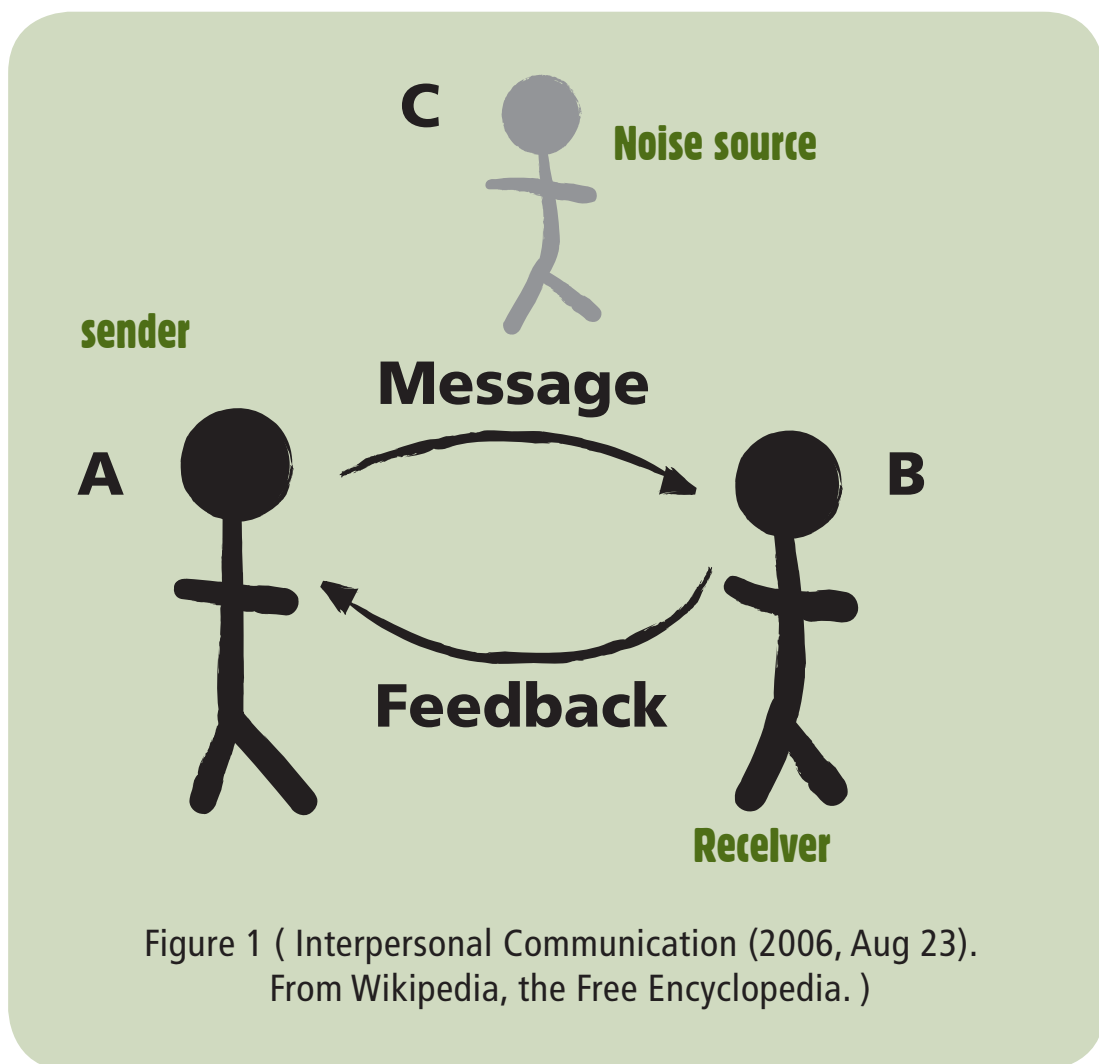 C
Noise source
sender
Message
A
B
Feedback
Receiver
Figure 1 ( Interpersonal Communication (2006, Aug 23).
From Wikipedia, the Free Encyclopedia. )